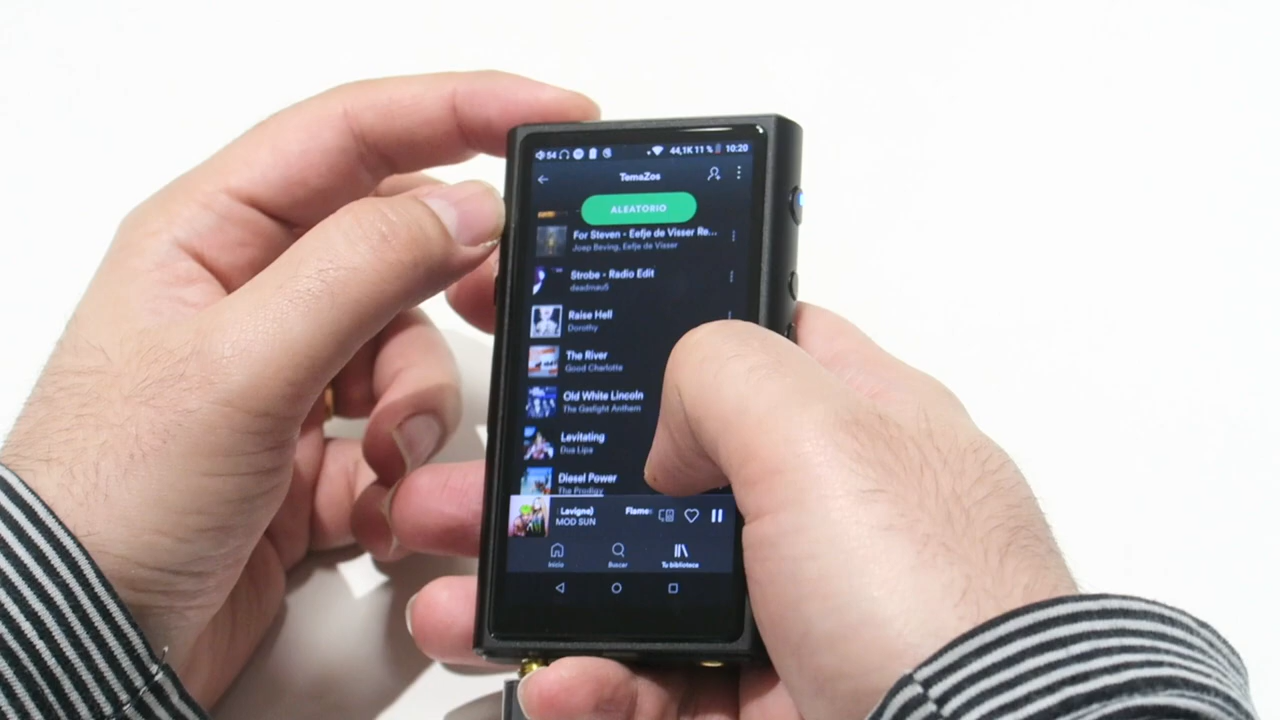 54 44,1K 11 % 10:20
TemaZos
ALEATORIO
For Steven - Eefje de Visser Re...
Joep Beving, Eefje de Visser
Strobe - Radio Edit
deadmau5
Raise Hell
Dorothy
The River
Good Charlotte
Old White Lincoln
The Gaslight Anthem
Levitating
Dua Lipa
Diesel Power
The Prodigy
Lavigne) Flames
MOD SUN
Inicio Buscar Tu biblioteca